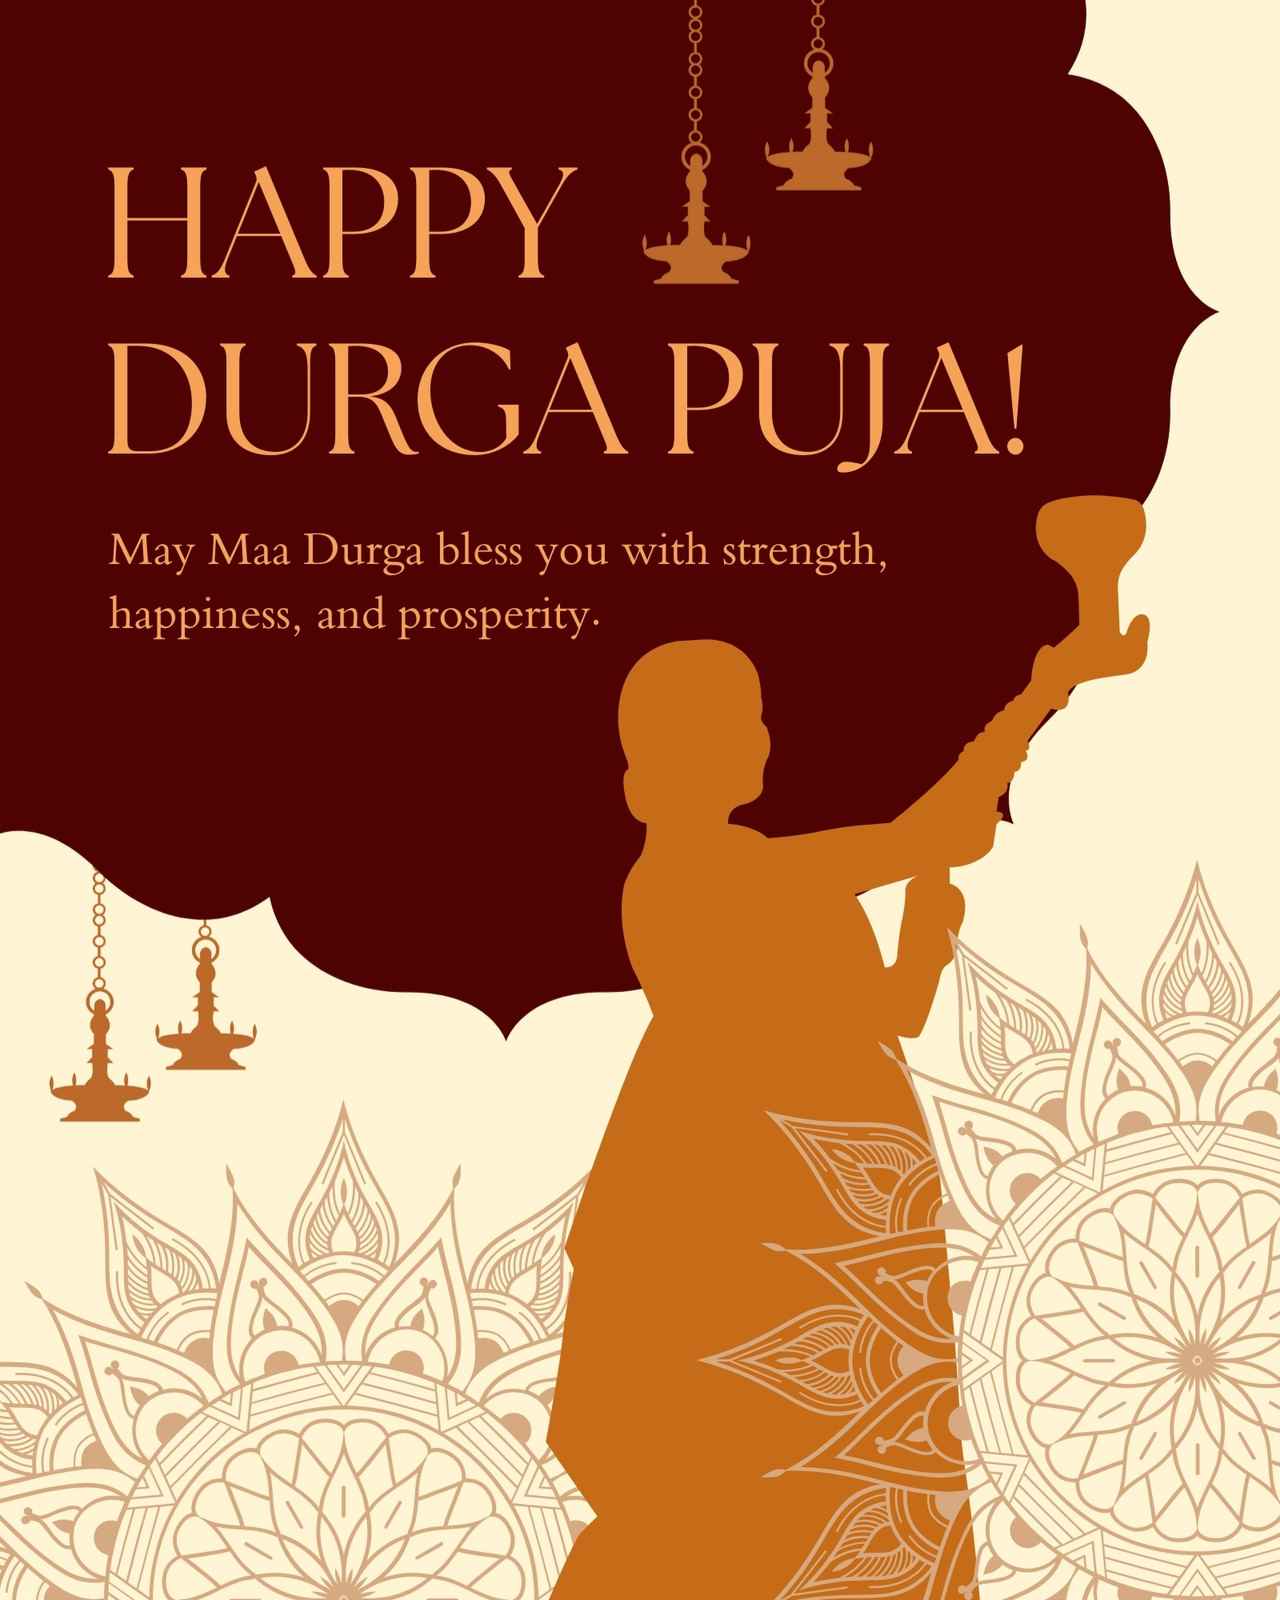 HAPPY
DURGA PUJA!
May Maa Durga bless you with strength,
happiness, and prosperity.